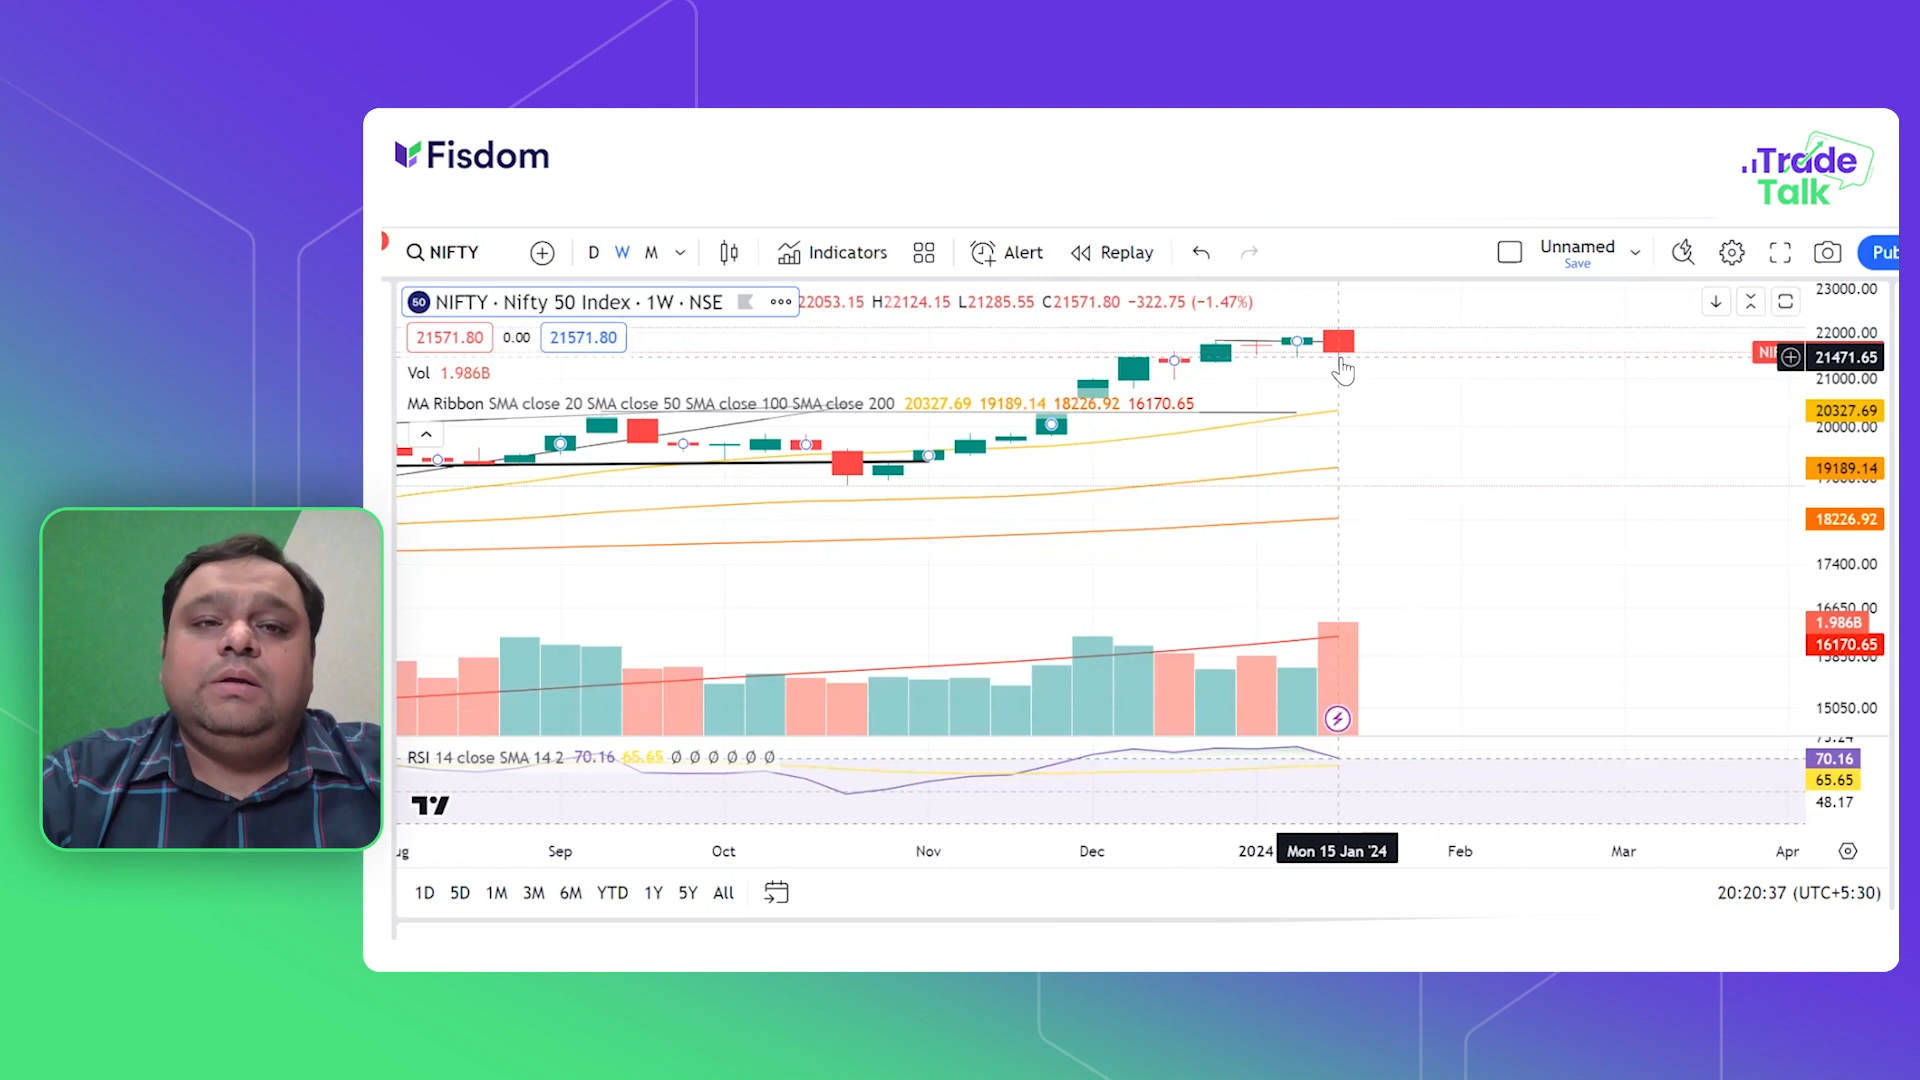 Fisdom
Trade
Talk
NIFTY
D W M
Indicators
Alert
Replay
Unnamed
Save
Pub
50 NIFTY · Nifty 50 Index · 1W · NSE
22053.15 H22124.15 L21285.55 C21571.80 −322.75 (−1.47%)
21571.80 0.00 21571.80
Vol 1.986B
MA Ribbon SMA close 20 SMA close 50 SMA close 100 SMA close 200 20327.69 19189.14 18226.92 16170.65
23000.00
22000.00
NIF
21471.65
21000.00
20327.69
20000.00
19189.14
18226.92
17400.00
16650.00
1.986B
16170.65
15850.00
15050.00
RSI 14 close SMA 14 2 70.16 65.65 Ø Ø Ø Ø Ø Ø
70.16
65.65
48.17
ug Sep Oct Nov Dec 2024 Mon 15 Jan '24 Feb Mar Apr
1D 5D 1M 3M 6M YTD 1Y 5Y All
20:20:37 (UTC+5:30)